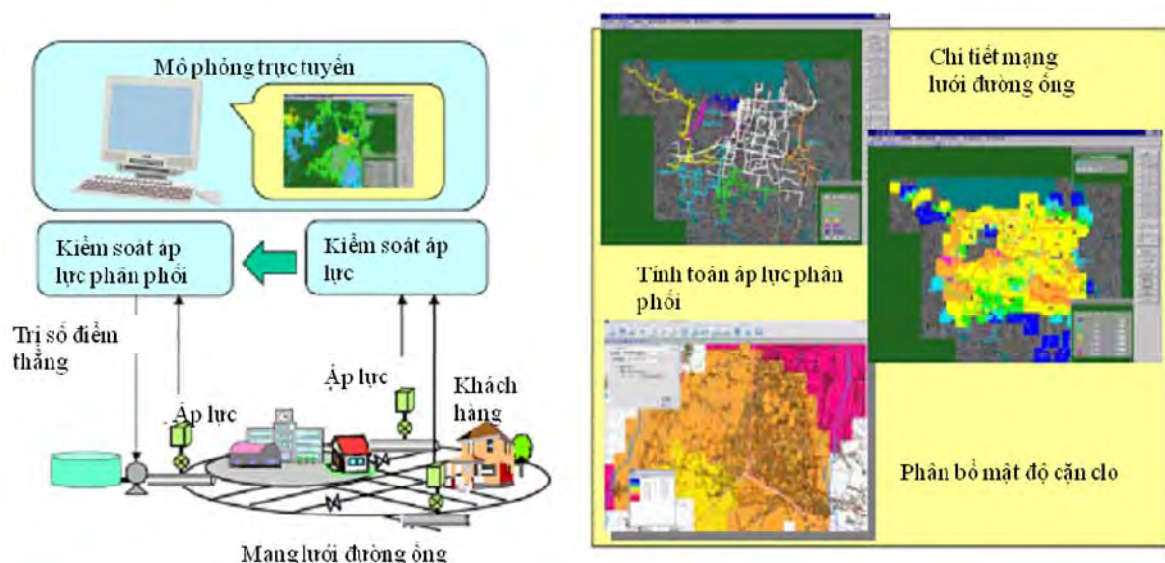 Mô phỏng trực tuyến
Kiểm soát áp
lực phân phối
Kiểm soát áp
lực
Trị số điểm
thẳng
Áp lực
Áp lực
Khách
hàng
Mạng lưới đường ống
Chi tiết mạng
lưới đường ống
Tính toán áp lực phân
phối
Phân bổ mật độ cặn clo